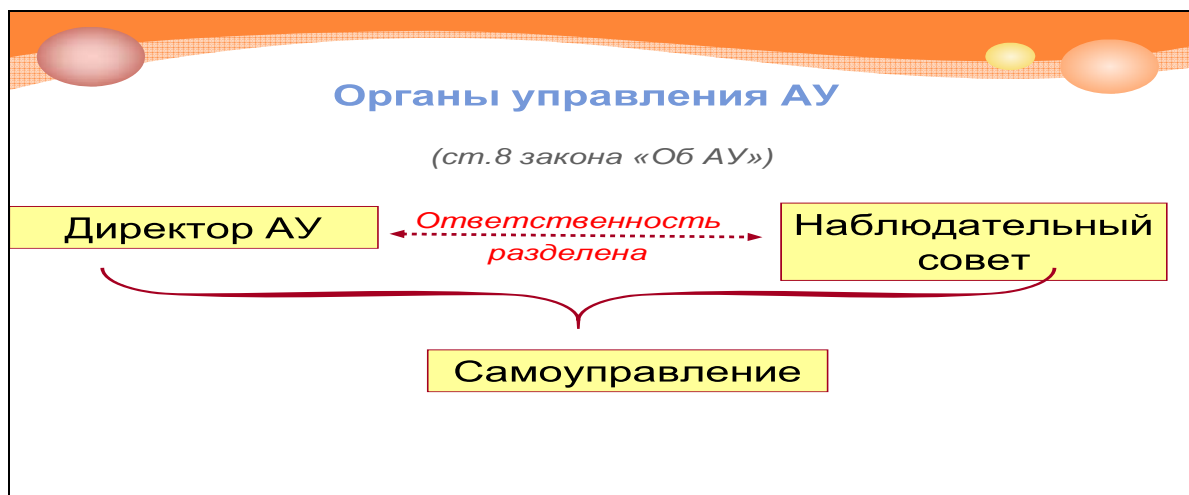 Органы управления АУ
(ст.8 закона «Об АУ»)
Директор АУ
Ответственность
разделена
Наблюдательный
совет
Самоуправление